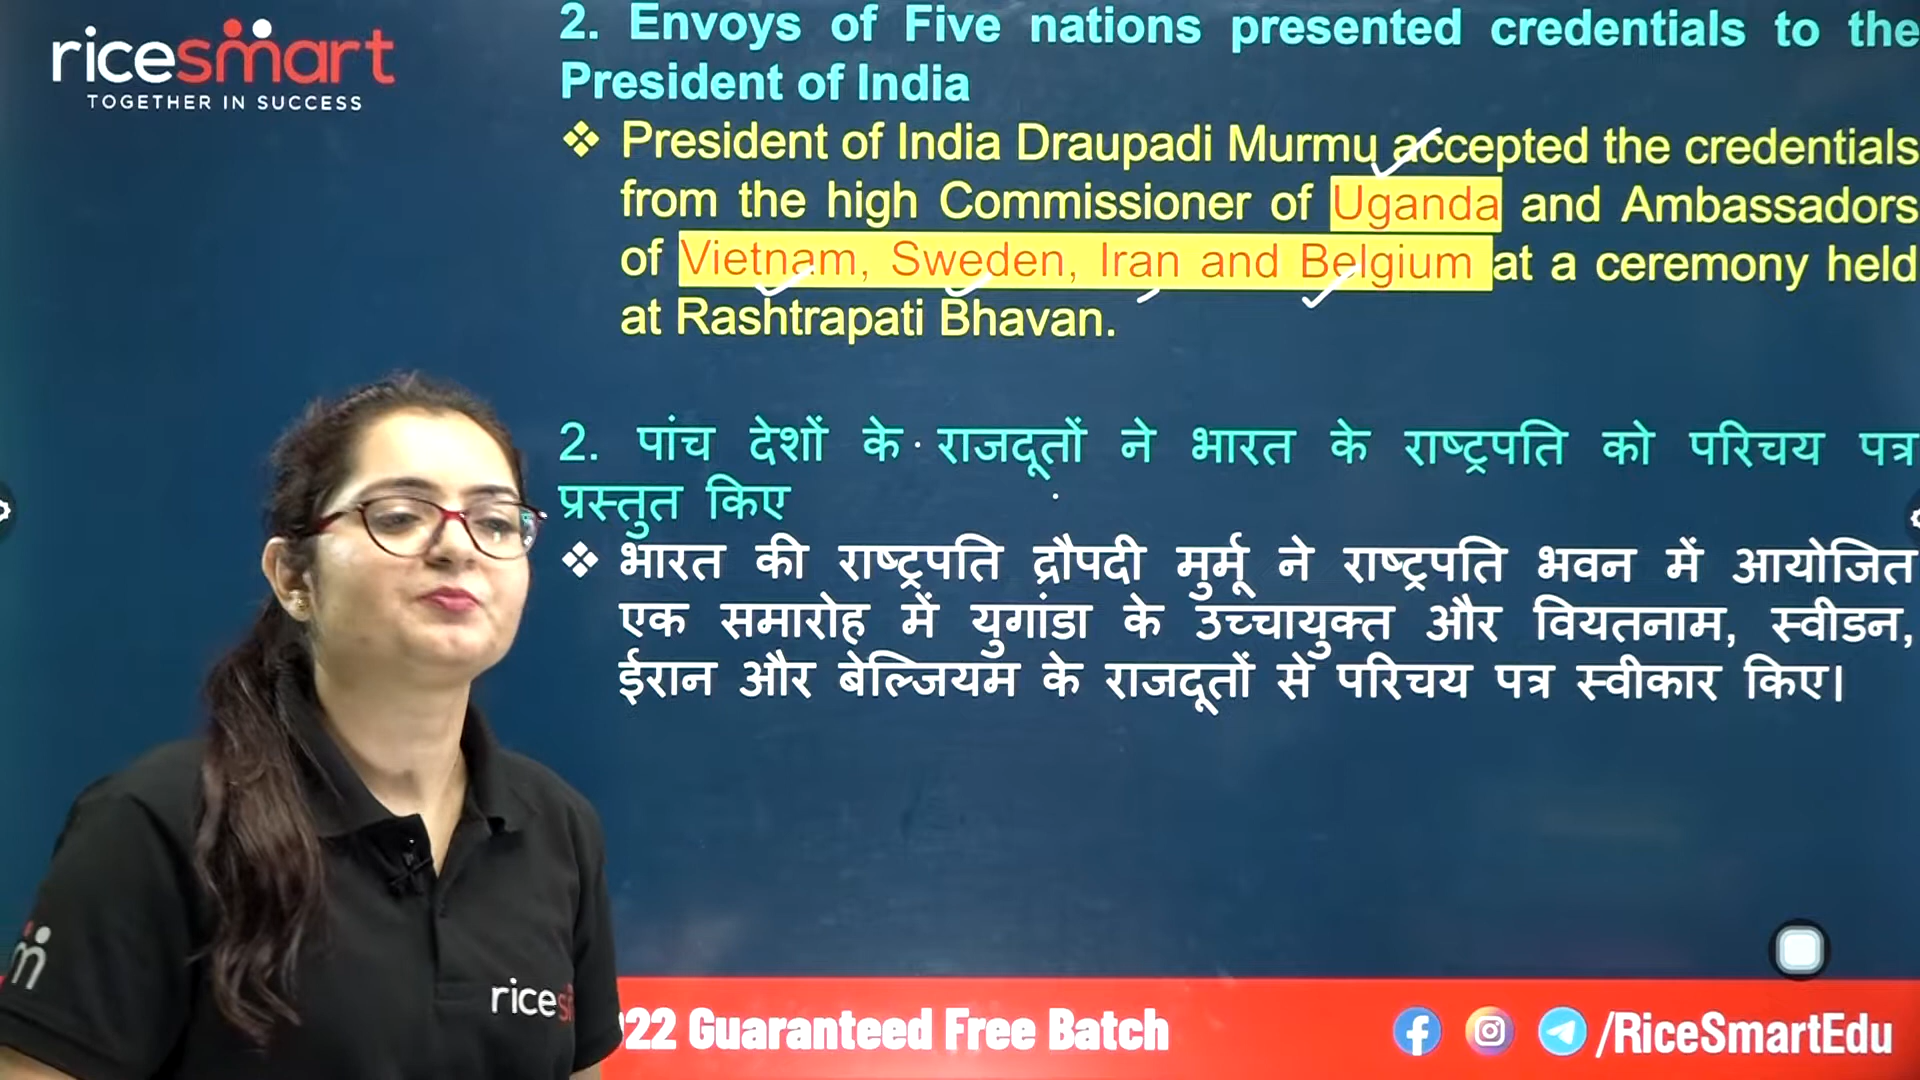 ricesmart
TOGETHER IN SUCCESS
2. Envoys of Five nations presented credentials to the
President of India
❖ President of India Draupadi Murmu accepted the credentials
from the high Commissioner of Uganda and Ambassadors
of Vietnam, Sweden, Iran and Belgium at a ceremony held
at Rashtrapati Bhavan.
2. पांच देशों के राजदूतों ने भारत के राष्ट्रपति को परिचय पत्र
प्रस्तुत किए
❖ भारत की राष्ट्रपति द्रौपदी मुर्मू ने राष्ट्रपति भवन में आयोजित
एक समारोह में युगांडा के उच्चायुक्त और वियतनाम, स्वीडन,
ईरान और बेल्जियम के राजदूतों से परिचय पत्र स्वीकार किए।
rice
22 Guaranteed Free Batch
/RiceSmartEdu